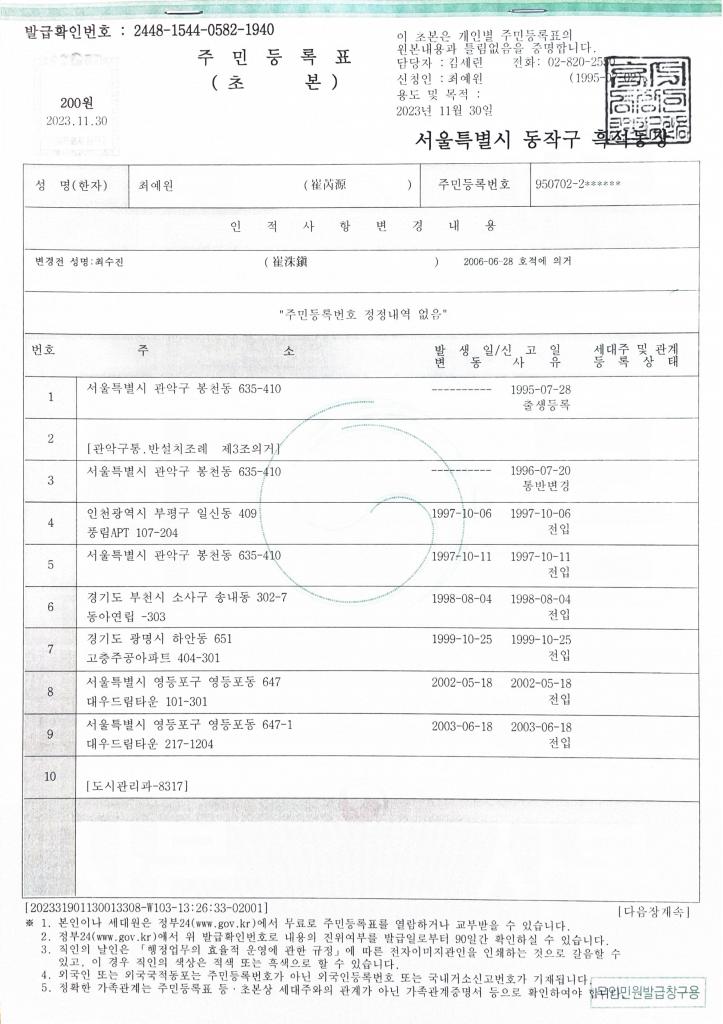 발급확인번호 : 2448-1544-0582-1940
주 민 등 록 표
( 초 본 )
200원
2023.11.30
이 초본은 개인별 주민등록표의
원본내용과 틀림없음을 증명합니다.
담당자 : 김세린 전화: 02-820-
신청인 : 최예원 (1995-
용도 및 목적 :
2023년 11월 30일
서울특별시 동작구 흑석동장
성 명(한자) 최예원 (崔芮源 ) 주민등록번호 950702-2******
인 적 사 항 변 경 내 용
변경전 성명:최수진 (崔洙鎭 ) 2006-06-28 호적에 의거
"주민등록번호 정정내역 없음"
번호 주 소 발 생 일/신 고 일 세대주 및 관계
변 동 사 유 등 록 상 태
1 서울특별시 관악구 봉천동 635-410 ---------- 1995-07-28
출생등록
2
[관악구통.반설치조례 제3조의거]
3 서울특별시 관악구 봉천동 635-410 ---------- 1996-07-20
통반변경
4 인천광역시 부평구 일신동 409 1997-10-06 1997-10-06
풍림APT 107-204 전입
5 서울특별시 관악구 봉천동 635-410 1997-10-11 1997-10-11
전입
6 경기도 부천시 소사구 송내동 302-7 1998-08-04 1998-08-04
동아연립 -303 전입
7 경기도 광명시 하안동 651 1999-10-25 1999-10-25
고층주공아파트 404-301 전입
8 서울특별시 영등포구 영등포동 647 2002-05-18 2002-05-18
대우드림타운 101-301 전입
9 서울특별시 영등포구 영등포동 647-1 2003-06-18 2003-06-18
대우드림타운 217-1204 전입
10
[도시관리과-8317]
[202331901130013308-W103-13:26:33-02001]
[다음장계속]
※ 1. 본인이나 세대원은 정부24(www.gov.kr)에서 무료로 주민등록표를 열람하거나 교부받을 수 있습니다.
2. 정부24(www.gov.kr)에서 위 발급확인번호로 내용의 진위여부를 발급일로부터 90일간 확인하실 수 있습니다.
3. 직인의 날인은 「행정업무의 효율적 운영에 관한 규정」에 따른 전자이미지관인을 인쇄하는 것으로 갈음할 수
있고, 이 경우 직인의 색상은 적색 또는 흑색으로 할 수 있습니다.
4. 외국인 또는 외국국적동포는 주민등록번호가 아닌 외국인등록번호 또는 국내거소신고번호가 기재됩니다.
5. 정확한 가족관계는 주민등록표 등·초본상 세대주와의 관계가 아닌 가족관계증명서 등으로 확인하여야 합니다.
무인민원발급창구용